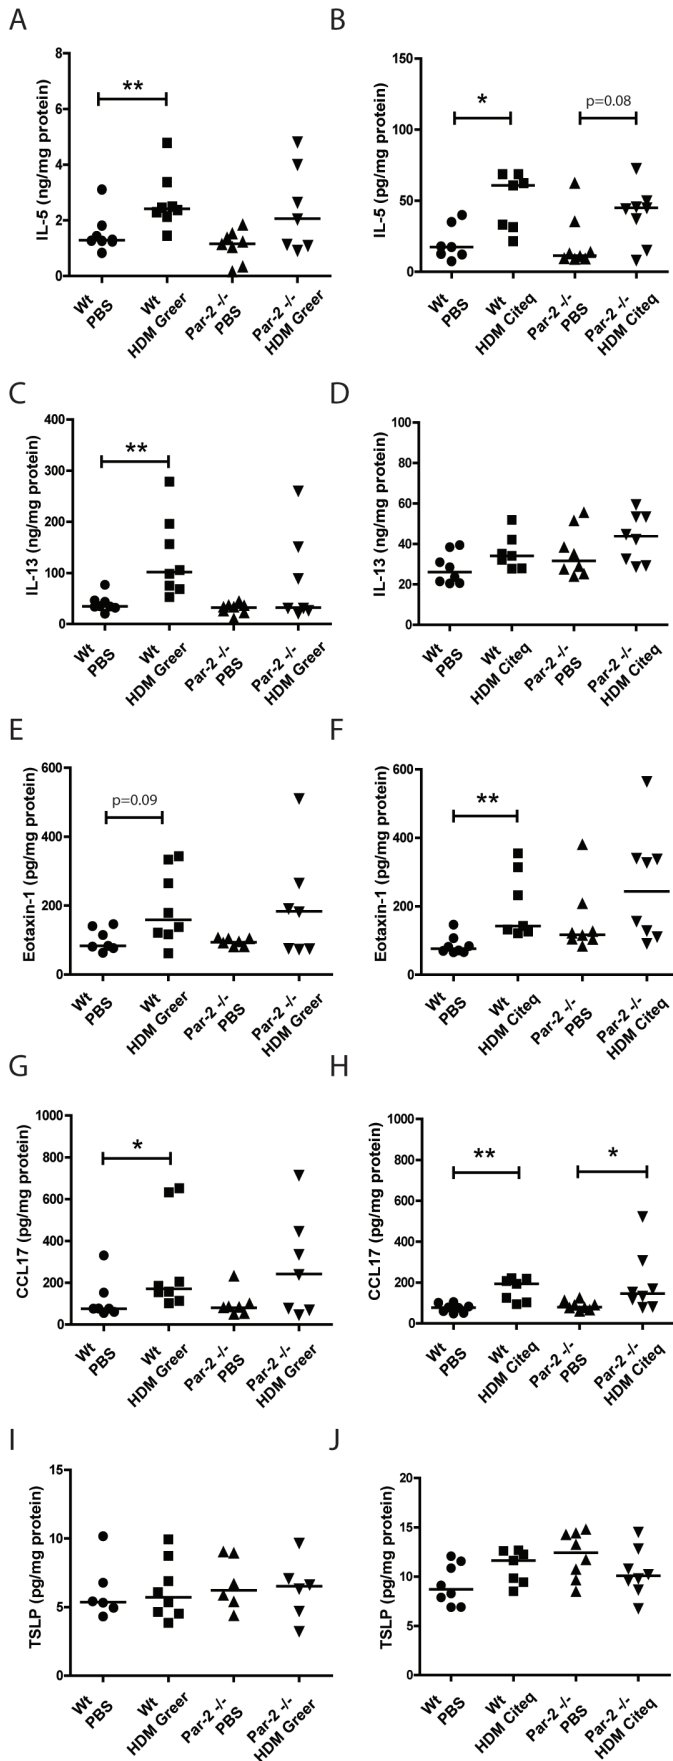 A
IL-5 (ng/mg protein)
8
6
4
2
0
**
Wt
PBS
Wt
HDM Greer
Par-2 -/-
PBS
Par-2 -/-
HDM Greer
B
IL-5 (pg/mg protein)
150
100
50
0
*
p=0.08
Wt
PBS
Wt
HDM Citeq
Par-2 -/-
PBS
Par-2 -/-
HDM Citeq
C
IL-13 (ng/mg protein)
400
300
200
100
0
**
Wt
PBS
Wt
HDM Greer
Par-2 -/-
PBS
Par-2 -/-
HDM Greer
D
IL-13 (ng/mg protein)
100
80
60
40
20
0
Wt
PBS
Wt
HDM Citeq
Par-2 -/-
PBS
Par-2 -/-
HDM Citeq
E
Eotaxin-1 (pg/mg protein)
600
400
200
0
p=0.09
Wt
PBS
Wt
HDM Greer
Par-2 -/-
PBS
Par-2 -/-
HDM Greer
F
Eotaxin-1 (pg/mg protein)
600
400
200
0
**
Wt
PBS
Wt
HDM Citeq
Par-2 -/-
PBS
Par-2 -/-
HDM Citeq
G
CCL17 (pg/mg protein)
1000
800
600
400
200
0
*
Wt
PBS
Wt
HDM Greer
Par-2 -/-
PBS
Par-2 -/-
HDM Greer
H
CCL17 (pg/mg protein)
1000
800
600
400
200
0
**
*
Wt
PBS
Wt
HDM Citeq
Par-2 -/-
PBS
Par-2 -/-
HDM Citeq
I
TSLP (pg/mg protein)
15
10
5
0
Wt
PBS
Wt
HDM Greer
Par-2 -/-
PBS
Par-2 -/-
HDM Greer
J
TSLP (pg/mg protein)
20
15
10
5
0
Wt
PBS
Wt
HDM Citeq
Par-2 -/-
PBS
Par-2 -/-
HDM Citeq